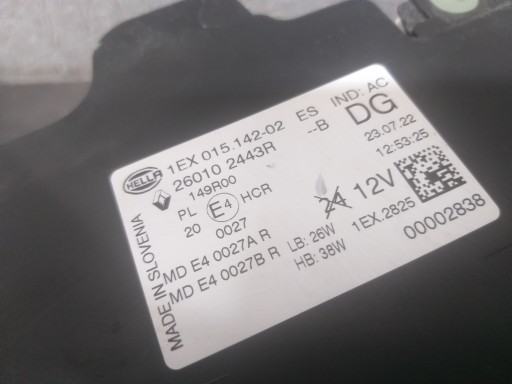 HELLA
1EX 015.142-02 ES IND: AC
26010 2443R --B DG
149R00 23.07.22
PL E4 HCR 12:53:25
20 0027 24 12V
MD E4 0027A R LB: 26W 1EX.2825
MD E4 0027B R HB: 38W 00002838
MADE IN SLOVENIA